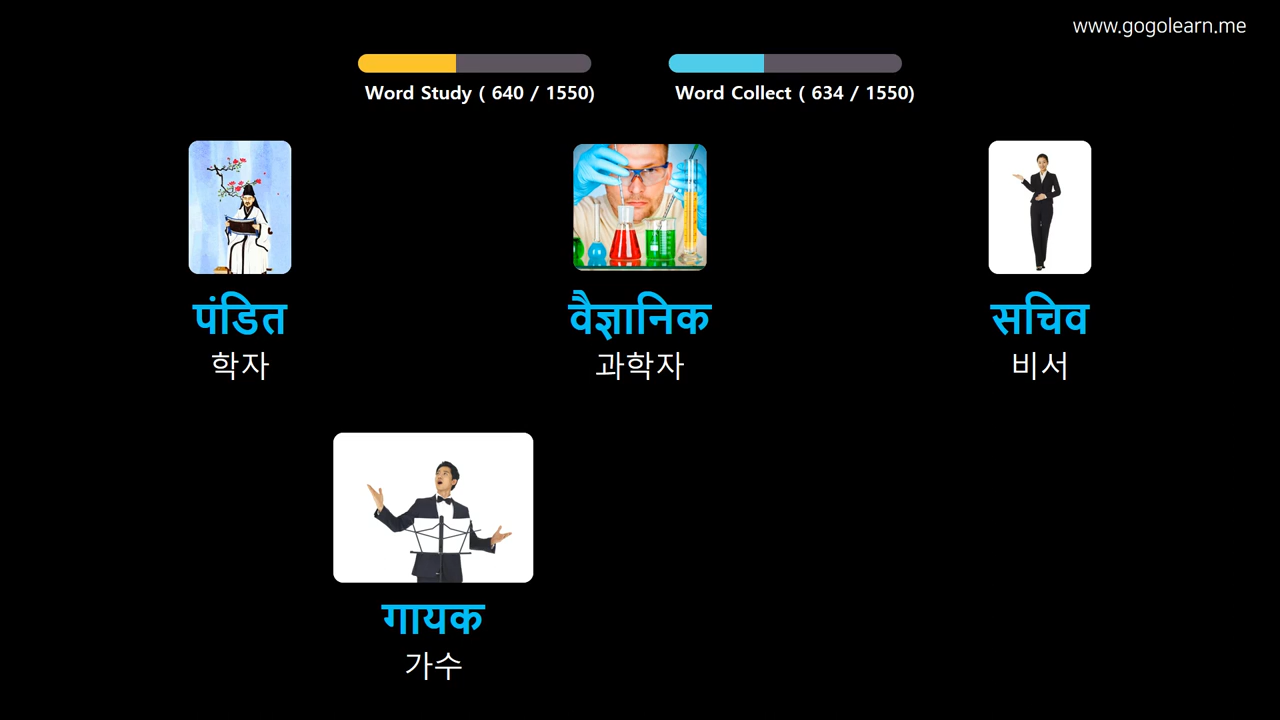 www.gogolearn.me
Word Study ( 640 / 1550)
Word Collect ( 634 / 1550)
पंडित
학자
वैज्ञानिक
과학자
सचिव
비서
गायक
가수